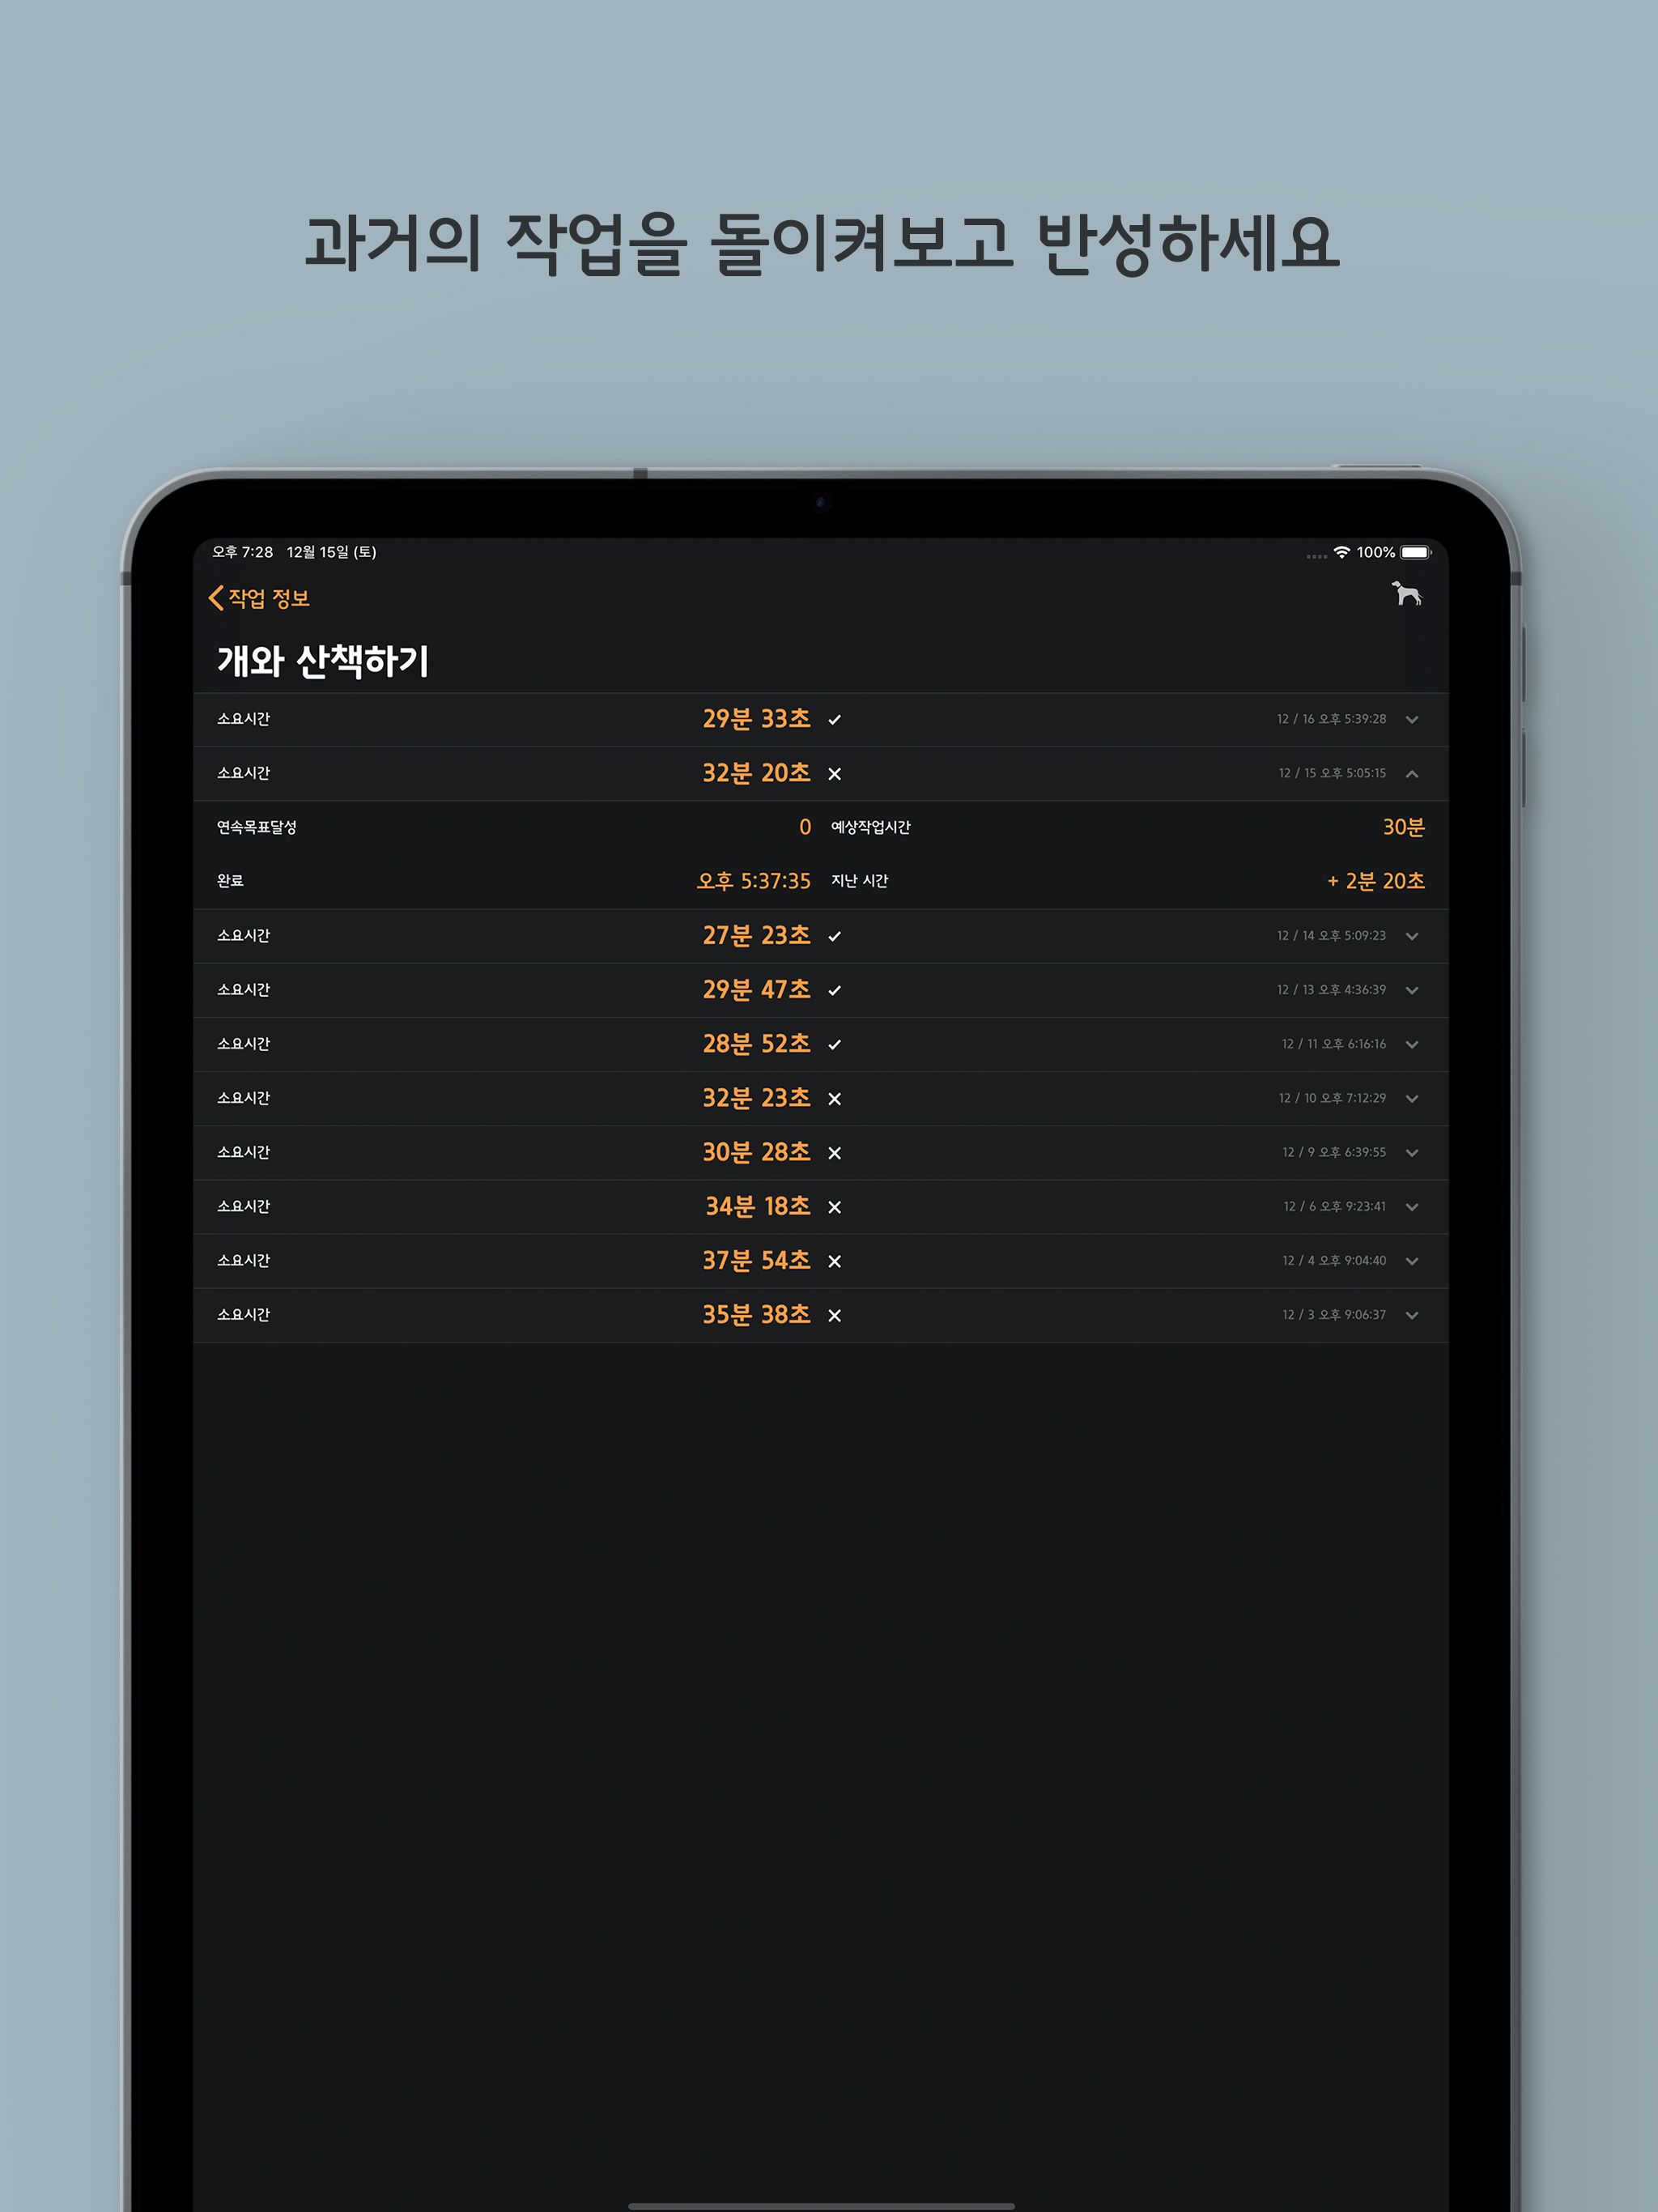 과거의 작업을 돌이켜보고 반성하세요
오후 7:28 12월 15일 (토) 100%
작업 정보
개와 산책하기
소요시간 29분 33초 12 / 16 오후 5:39:28
소요시간 32분 20초 12 / 15 오후 5:05:15
연속목표달성 0 예상작업시간 30분
완료 오후 5:37:35 지난 시간 + 2분 20초
소요시간 27분 23초 12 / 14 오후 5:09:23
소요시간 29분 47초 12 / 13 오후 4:36:39
소요시간 28분 52초 12 / 11 오후 6:16:16
소요시간 32분 23초 12 / 10 오후 7:12:29
소요시간 30분 28초 12 / 9 오후 6:39:55
소요시간 34분 18초 12 / 6 오후 9:23:41
소요시간 37분 54초 12 / 4 오후 9:04:40
소요시간 35분 38초 12 / 3 오후 9:06:37